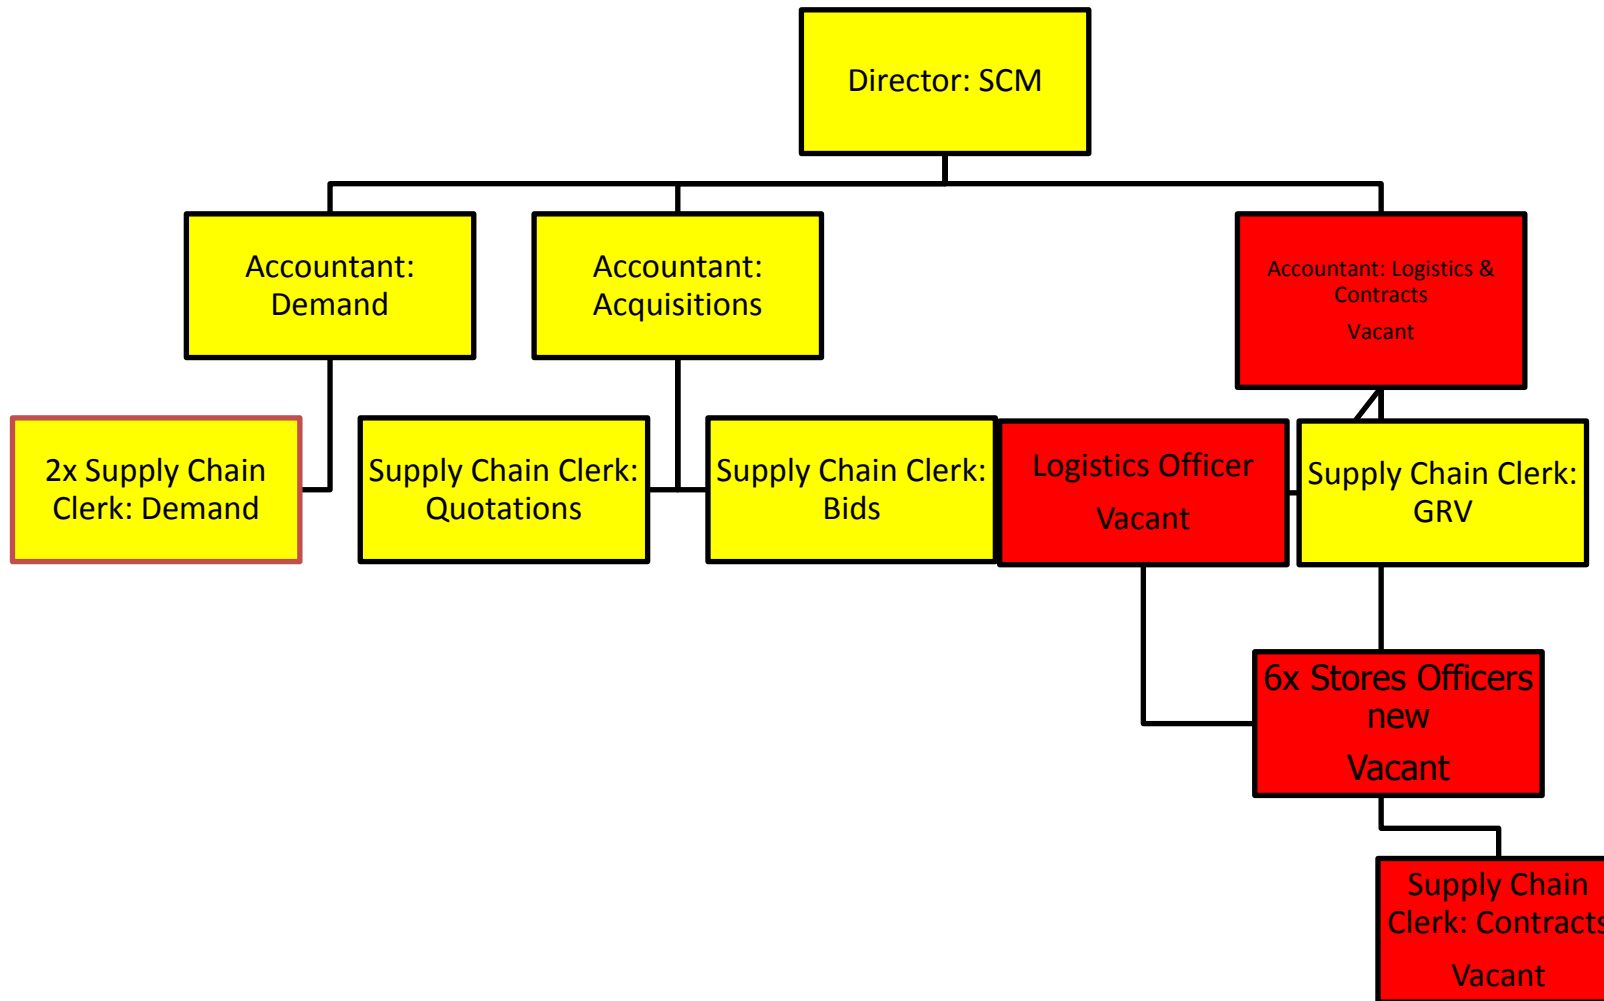 Director: SCM
Accountant:
Demand
Accountant:
Acquisitions
Accountant: Logistics &
Contracts
Vacant
2x Supply Chain
Clerk: Demand
Supply Chain Clerk:
Quotations
Supply Chain Clerk:
Bids
Logistics Officer
Vacant
Supply Chain Clerk:
GRV
6x Stores Officers
new
Vacant
Supply Chain
Clerk: Contracts
Vacant